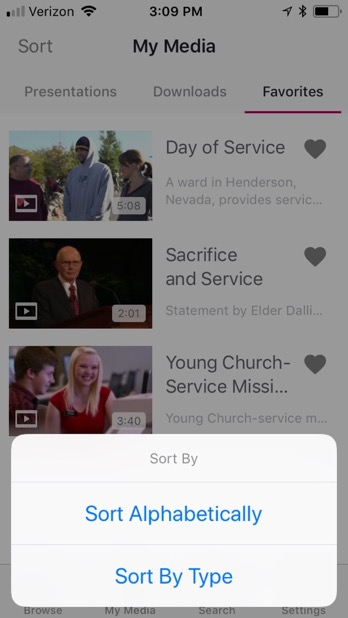 Verizon 3:09 PM
Sort My Media
Presentations Downloads Favorites
Day of Service
A ward in Henderson,
Nevada, provides servic...
5:08
Sacrifice
and Service
Statement by Elder Dalli...
2:01
Young Church-
Service Missi...
Young Church-service m...
3:40
Sort By
Sort Alphabetically
Sort By Type
Browse My Media Search Settings